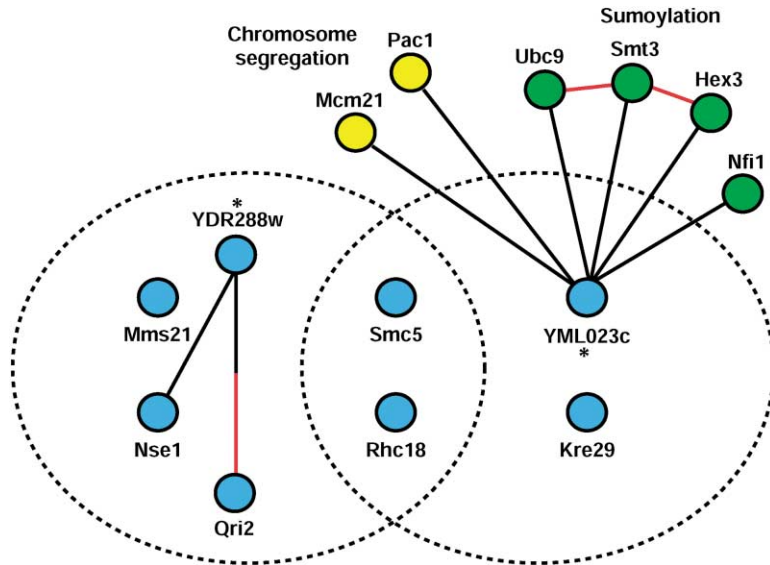 Chromosome
segregation
Pac1
Mcm21
Sumoylation
Ubc9
Smt3
Hex3
Nfi1
*
YDR288w
Mms21
Nse1
Qri2
Smc5
Rhc18
YML023c
*
Kre29